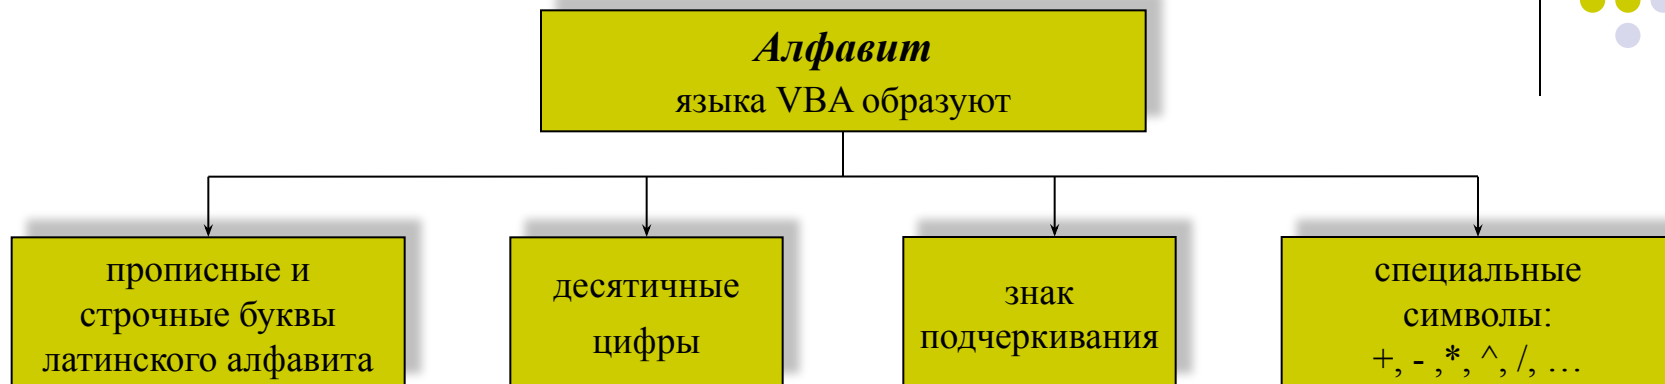 Алфавит
языка VBA образуют
прописные и
строчные буквы
латинского алфавита
десятичные
цифры
знак
подчеркивания
специальные
символы:
+, - ,*, ^, /, …